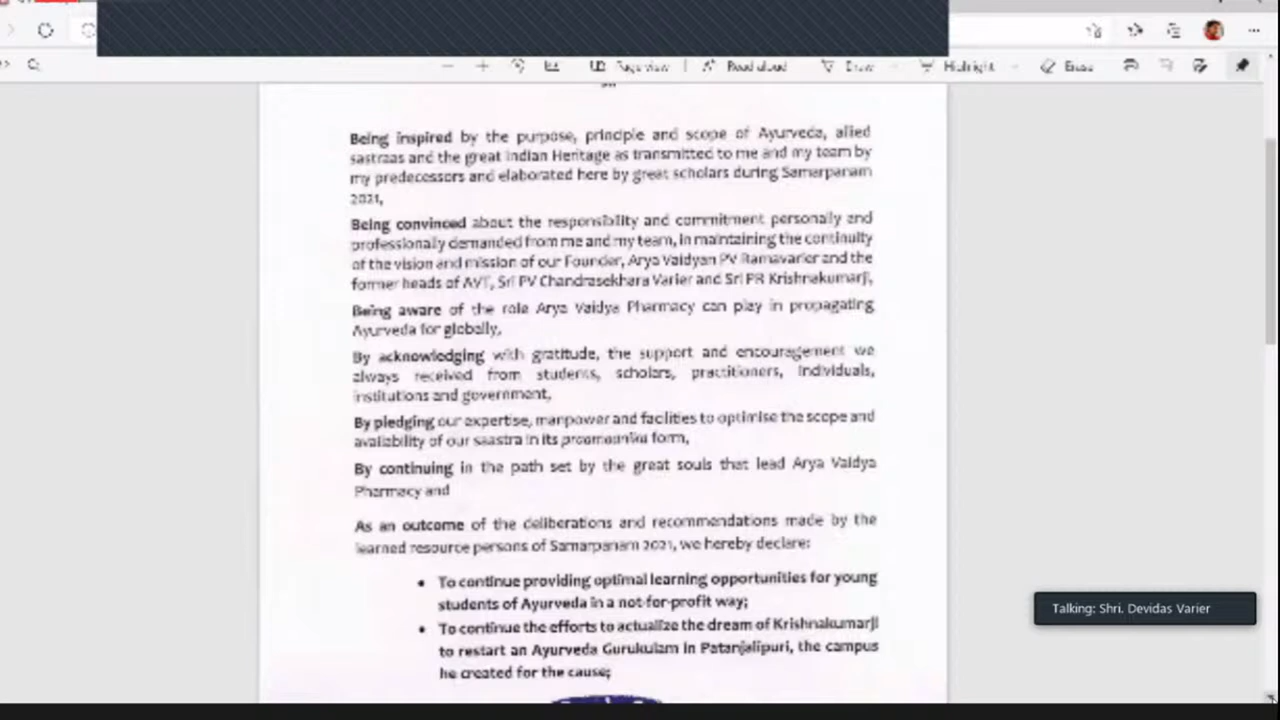 Page view
Read aloud
Draw
Highlight
Erase
Being inspired by the purpose, principle and scope of Ayurveda, allied
sastraas and the great Indian Heritage as transmitted to me and my team by
my predecessors and elaborated here by great scholars during Samarpanam
2021,
Being convinced about the responsibility and commitment personally and
professionally demanded from me and my team, in maintaining the continuity
of the vision and mission of our Founder, Arya Vaidyan PV Ramavarier and the
former heads of AVT, Sri PV Chandrasekhara Varier and Sri PR Krishnakumarji,
Being aware of the role Arya Vaidya Pharmacy can play in propagating
Ayurveda for globally,
By acknowledging with gratitude, the support and encouragement we
always received from students, scholars, practitioners, individuals,
institutions and government,
By pledging our expertise, manpower and facilities to optimise the scope and
availability of our saastra in its praamaanika form,
By continuing in the path set by the great souls that lead Arya Vaidya
Pharmacy and
As an outcome of the deliberations and recommendations made by the
learned resource persons of Samarpanam 2021, we hereby declare:
• To continue providing optimal learning opportunities for young
students of Ayurveda in a not-for-profit way;
• To continue the efforts to actualize the dream of Krishnakumarji
to restart an Ayurveda Gurukulam in Patanjalipuri, the campus
he created for the cause;
Talking: Shri. Devidas Varier